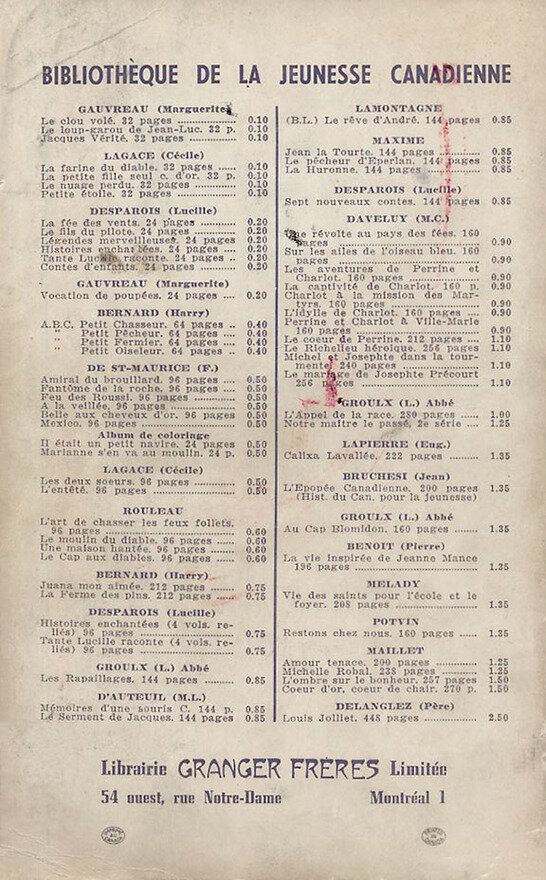 BIBLIOTHÈQUE DE LA JEUNESSE CANADIENNE
GAUVREAU (Marguerite)
Le clou volé. 32 pages 0.10
Le loup-garou de Jean-Luc. 32 p. 0.10
Jacques Vérité. 32 pages 0.10
LAGACE (Cécile)
La farine du diable. 32 pages 0.10
La petite fille seul c. d'or. 32 p. 0.10
Le nuage perdu. 32 pages 0.10
Petite étoile. 32 pages 0.10
DESPAROIS (Lucille)
La fée des vents. 24 pages 0.20
Le fils du pilote. 24 pages 0.20
Légendes merveilleuses. 24 pages 0.20
Histoires enchantées. 24 pages 0.20
Tante Lucille raconte. 24 pages 0.20
Contes d'enfants. 24 pages 0.20
GAUVREAU (Marguerite)
Vocation de poupées. 24 pages 0.20
BERNARD (Harry)
A.B.C. Petit Chasseur. 64 pages 0.40
" Petit Pêcheur. 64 pages 0.40
" Petit Fermier. 64 pages 0.40
" Petit Oiseleur. 64 pages 0.40
DE ST-MAURICE (F.)
Amiral du brouillard. 96 pages 0.50
Fantôme de la roche. 96 pages 0.50
Feu des Roussi. 96 pages 0.50
A la veillée. 96 pages 0.50
Belle aux cheveux d'or. 96 pages 0.50
Mexico. 96 pages 0.50
Album de coloriage
Il était un petit navire. 24 pages 0.50
Marianne s'en va au moulin. 24 p. 0.50
LAGACE (Cécile)
Les deux soeurs. 96 pages 0.50
L'entêté. 96 pages 0.50
ROULEAU
L'art de chasser les feux follets.
96 pages 0.60
Le moulin du diable. 96 pages 0.60
Une maison hantée. 96 pages 0.60
Le Cap aux diables. 96 pages 0.60
BERNARD (Harry)
Juana mon aimée. 212 pages 0.75
La Ferme des pins. 212 pages 0.75
DESPAROIS (Lucille)
Histoires enchantées (4 vols. re-
liés) 96 pages 0.75
Tante Lucille raconte (4 vols. re-
liés) 96 pages 0.75
GROULX (L.) Abbé
Les Rapaillages. 144 pages 0.85
D'AUTEUIL (M.L.)
Mémoires d'une souris C. 144 p. 0.85
Le Serment de Jacques. 144 pages 0.85
LAMONTAGNE
(B.L.) Le rêve d'André. 144 pages 0.85
MAXIME
Jean la Tourte. 144 pages 0.85
Le pêcheur d'Eperlan. 144 pages 0.85
La Huronne. 144 pages 0.85
DESPAROIS (Lucille)
Sept nouveaux contes. 144 pages 0.85
DAVELUY (M.C.)
Une révolte au pays des fées. 160
pages 0.90
Sur les ailes de l'oiseau bleu. 160
pages 0.90
Les aventures de Perrine et
Charlot. 160 pages 0.90
La captivité de Charlot. 160 p. 0.90
Charlot à la mission des Mar-
tyrs. 160 pages 0.90
L'idylle de Charlot. 160 pages 0.90
Perrine et Charlot à Ville-Marie
160 pages 0.90
Le coeur de Perrine. 212 pages 1.10
Le Richelieu héroïque. 256 pages 1.10
Michel et Josephte dans la tour-
mente. 240 pages 1.10
Le mariage de Josephte Précourt
256 pages 1.10
GROULX (L.) Abbé
L'Appel de la race. 280 pages 1.00
Notre maître le passé, 2e série 1.25
LAPIERRE (Eug.)
Calixa Lavallée. 222 pages 1.35
BRUCHESI (Jean)
L'Epopée Canadienne. 200 pages 1.35
(Hist. du Can. pour la jeunesse)
GROULX (L.) Abbé
Au Cap Blomidon. 160 pages 1.35
BENOIT (Pierre)
La vie inspirée de Jeanne Mance
196 pages 1.35
MELADY
Vie des saints pour l'école et le
foyer. 208 pages 1.35
POTVIN
Restons chez nous. 160 pages 1.35
MAILLET
Amour tenace. 200 pages 1.25
Michelle Robal. 238 pages 1.25
L'ombre sur le bonheur. 257 pages 1.50
Coeur d'or, coeur de chair. 270 p. 1.50
DELANGLEZ (Père)
Louis Jolliet. 448 pages 2.50
Librairie GRANGER FRÈRES Limitée
54 ouest, rue Notre-Dame Montréal 1